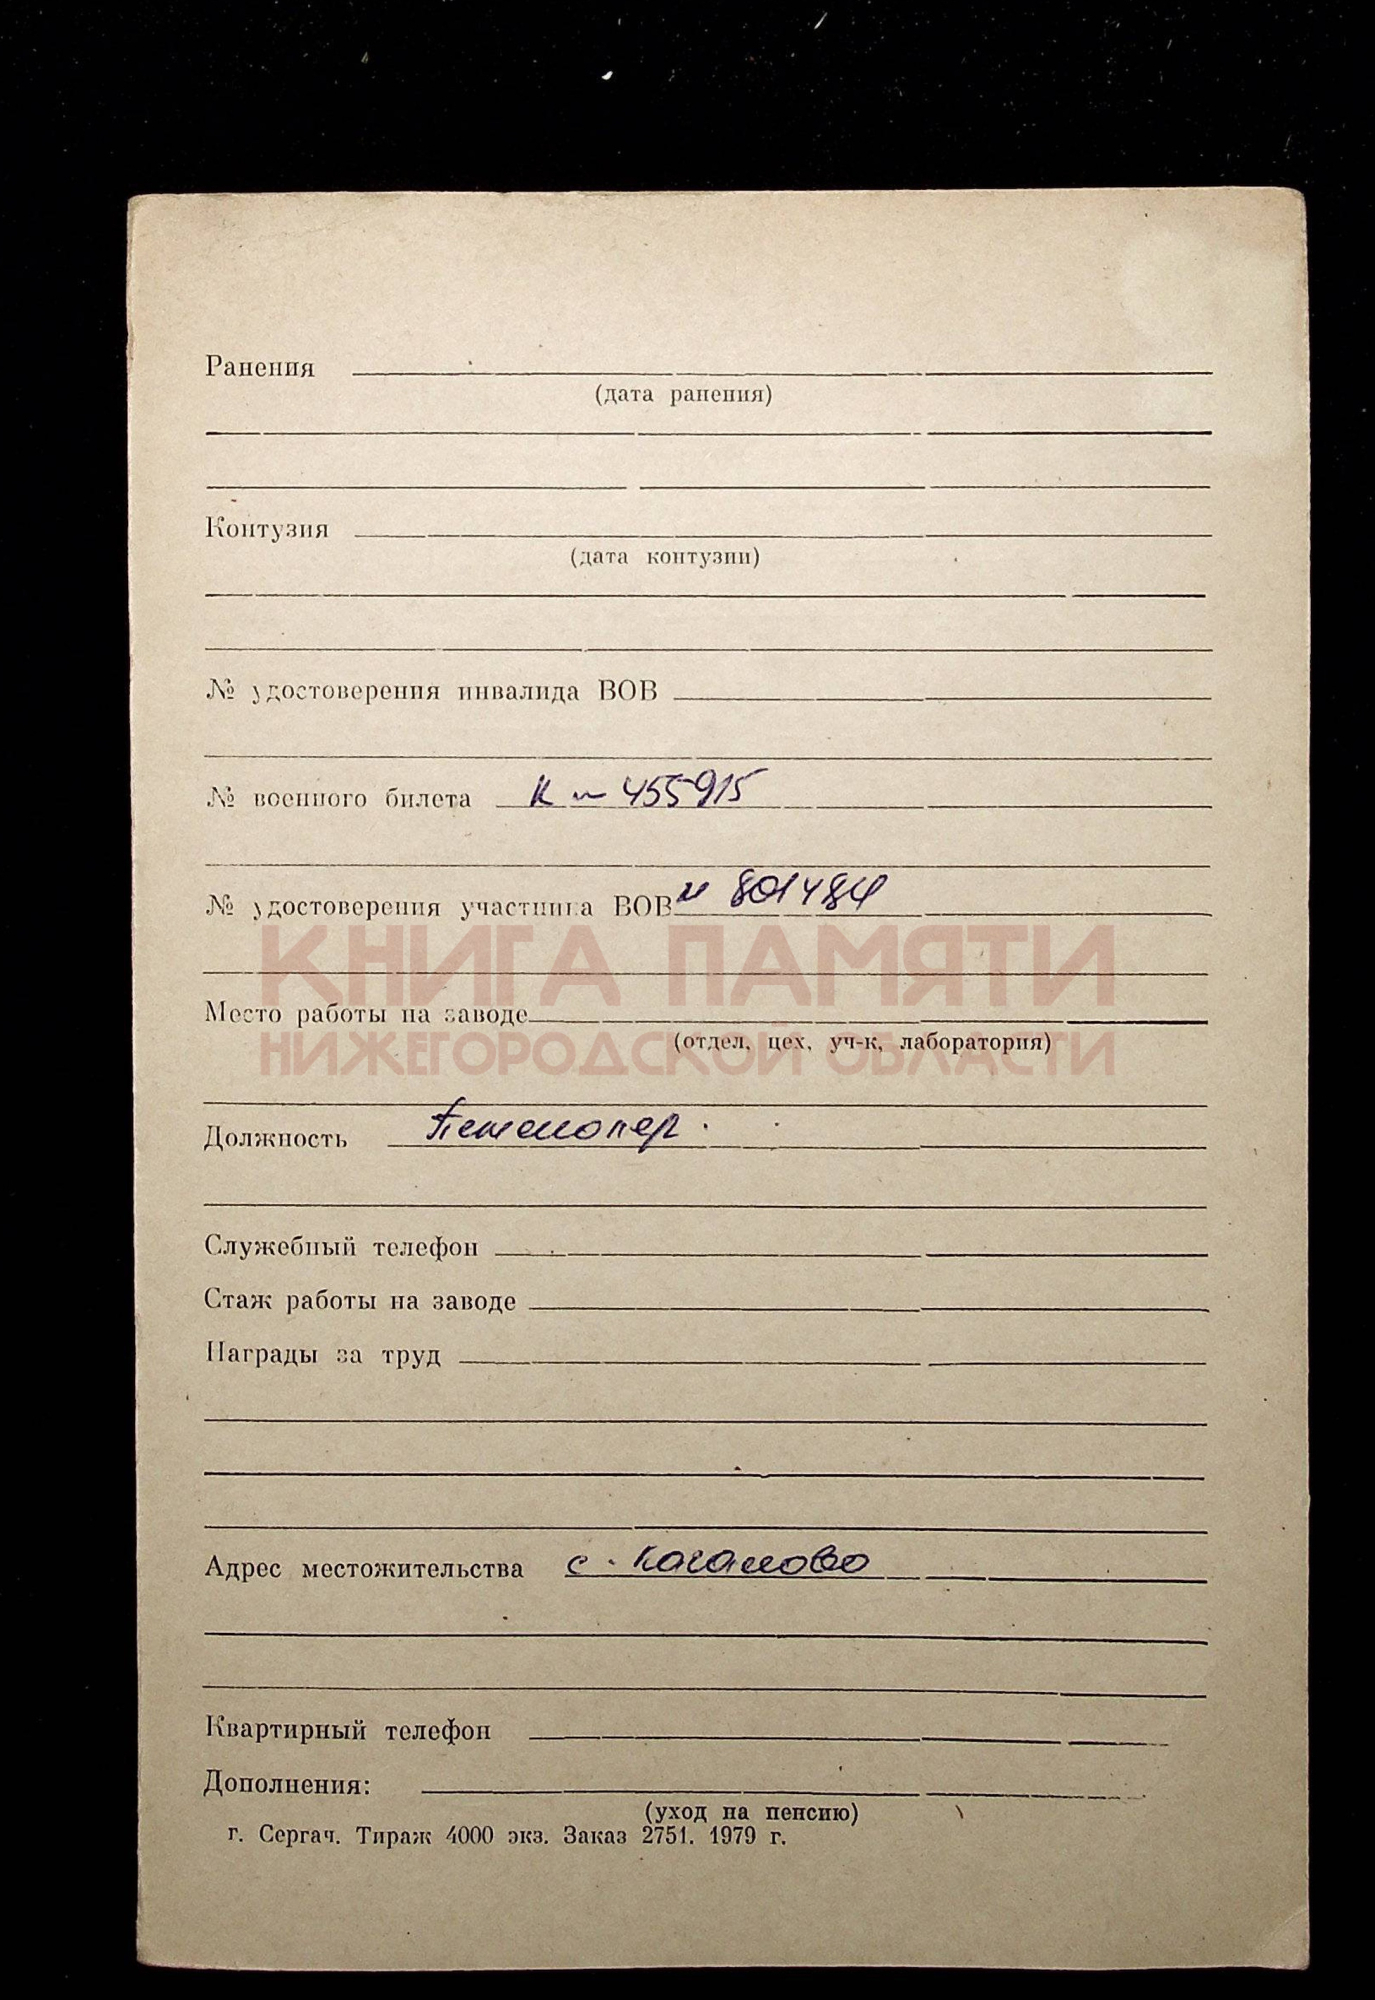 Ранения
(дата ранения)
Контузия
(дата контузии)
№ удостоверения инвалида ВОВ
№ военного билета К 455915
№ удостоверения участника ВОВ 801484
КНИГА ПАМЯТИ
Место работы на заводе
(отдел, цех, уч-к, лаборатория)
НИЖЕГОРОДСКОЙ ОБЛАСТИ
Должность
Служебный телефон
Стаж работы на заводе
Награды за труд
Адрес местожительства с.
Квартирный телефон
Дополнения:
(уход на пенсию)
г. Сергач. Тираж 4000 экз. Заказ 2751. 1979 г.